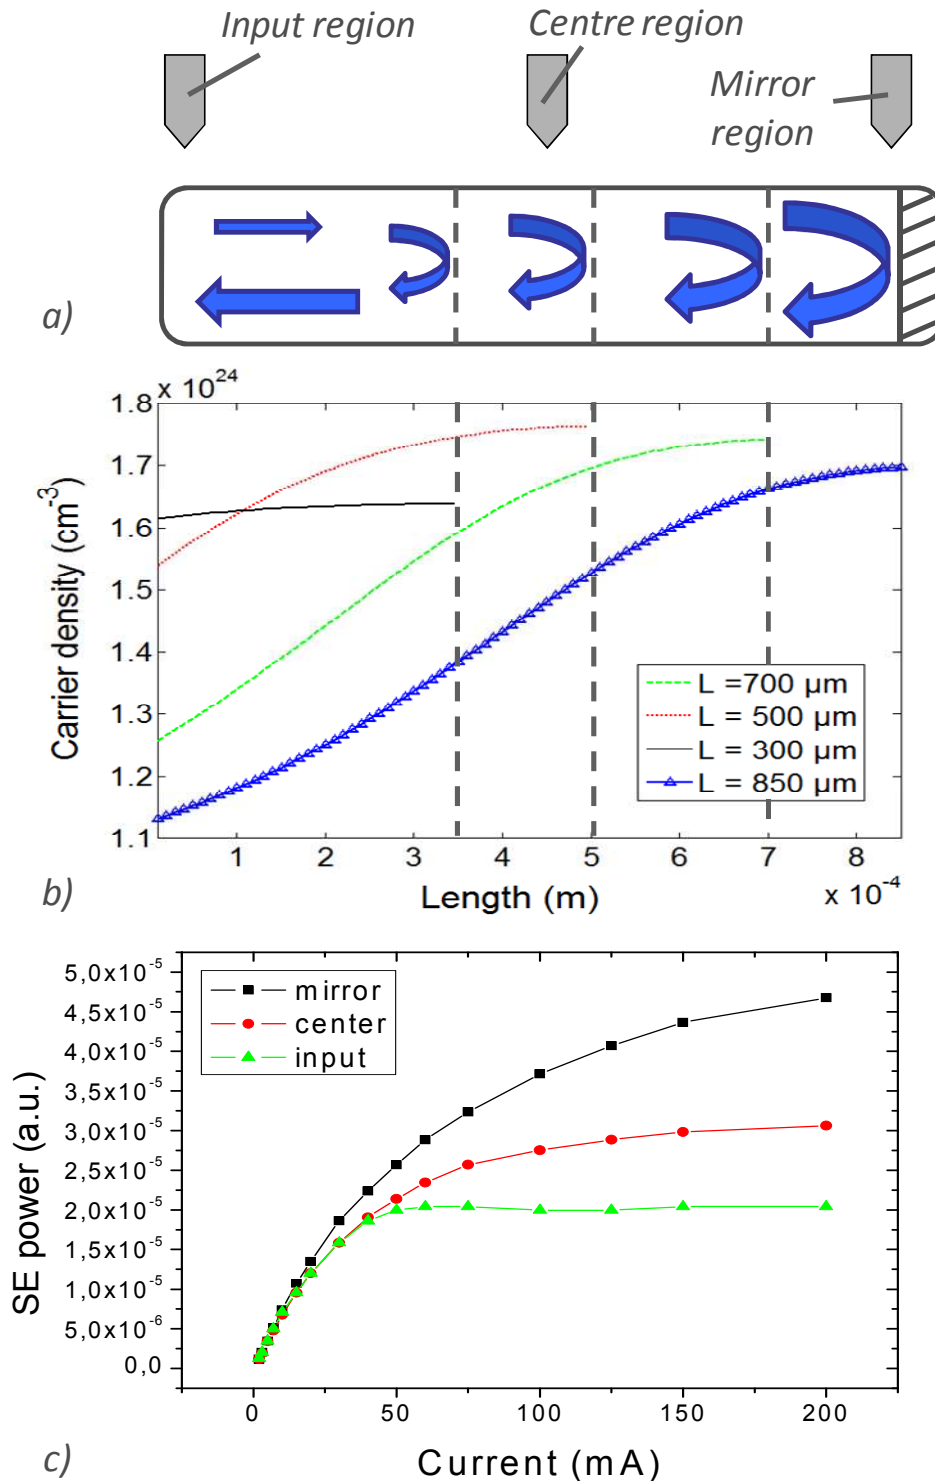 Input region
Centre region
Mirror
region
a)
x 10^24
1.8
1.7
1.6
1.5
1.4
1.3
1.2
1.1
Carrier density (cm^-3)
L =700 µm
L = 500 µm
L = 300 µm
L = 850 µm
1 2 3 4 5 6 7 8
Length (m)
x 10^-4
b)
5,0x10^-5
4,5x10^-5
4,0x10^-5
3,5x10^-5
3,0x10^-5
2,5x10^-5
2,0x10^-5
1,5x10^-5
1,0x10^-5
5,0x10^-6
0,0
SE power (a.u.)
mirror
center
input
0 50 100 150 200
Current (mA)
c)